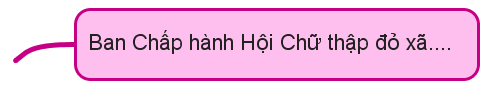 Ban Chấp hành Hội Chữ thập đỏ xã....